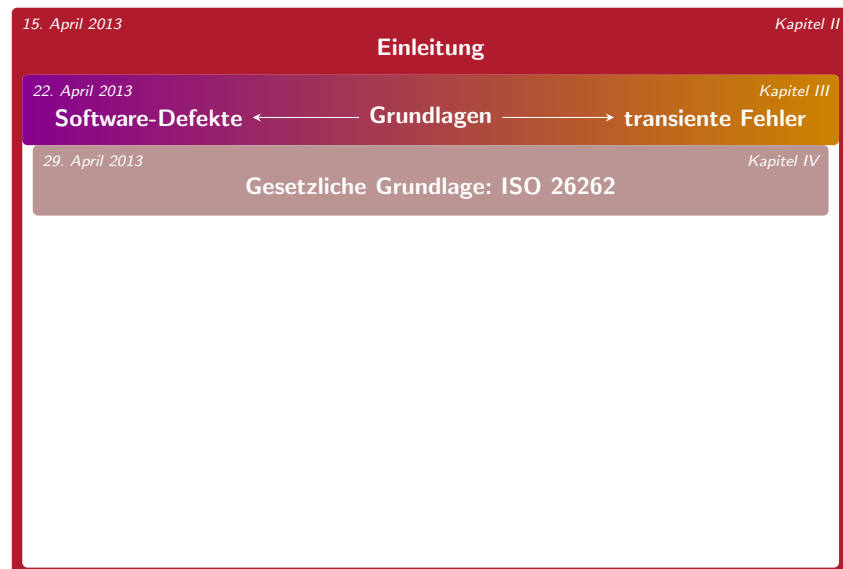 15. April 2013 Kapitel II
Einleitung
22. April 2013 Kapitel III
Software-Defekte Grundlagen transiente Fehler
29. April 2013 Kapitel IV
Gesetzliche Grundlage: ISO 26262